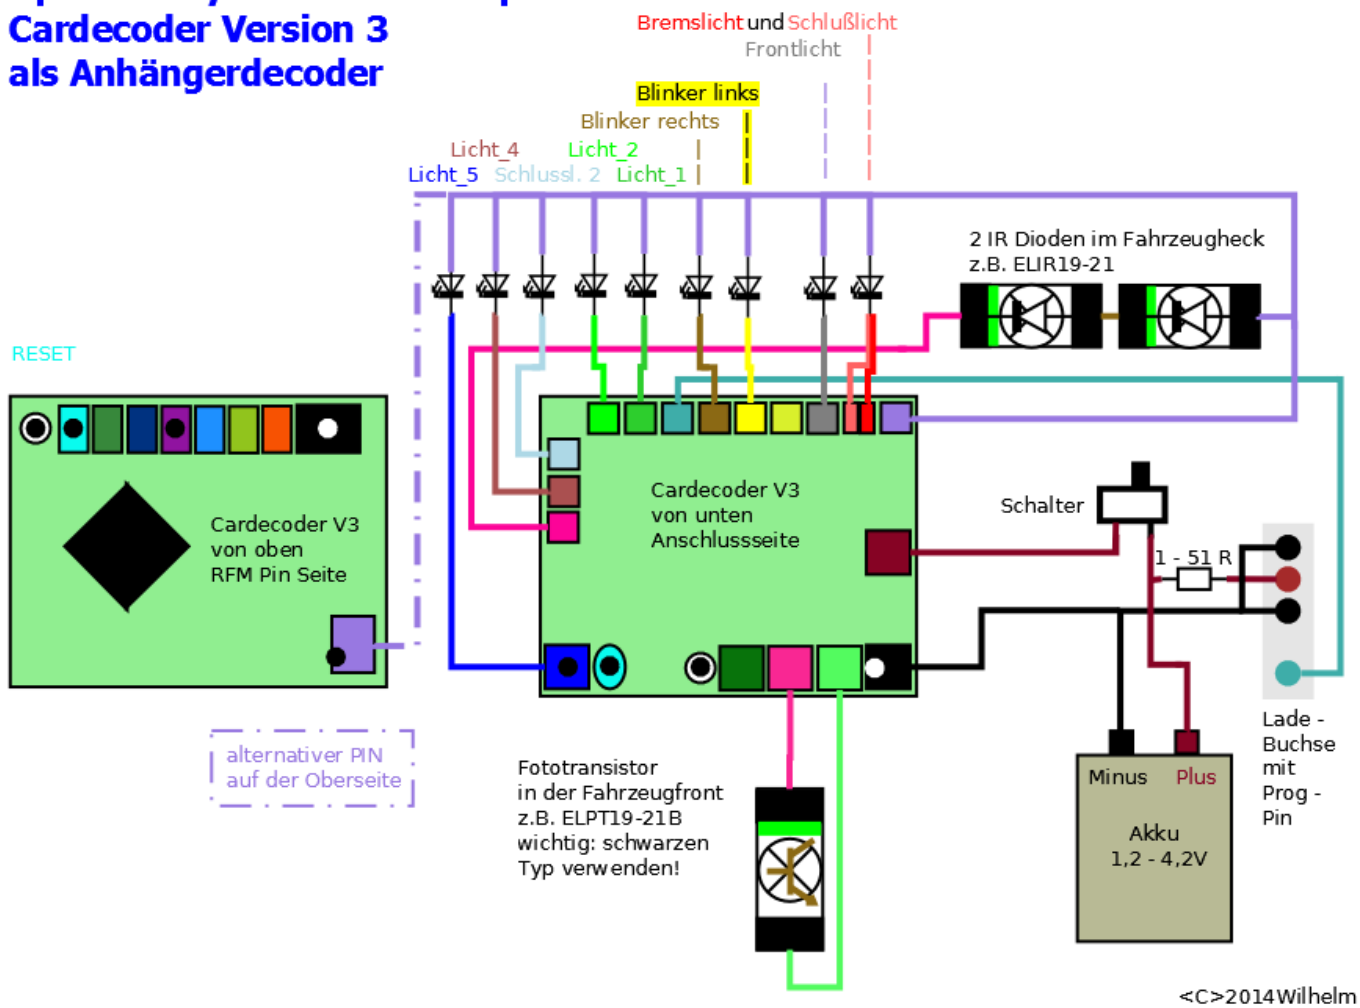 Cardecoder Version 3
als Anhängerdecoder
Bremslicht und Schlußlicht
Frontlicht
Blinker links
Blinker rechts
Licht_4
Licht_2
Licht_5
Schlussl. 2
Licht_1
2 IR Dioden im Fahrzeugheck
z.B. ELIR19-21
RESET
Cardecoder V3
von oben
RFM Pin Seite
Cardecoder V3
von unten
Anschlussseite
Schalter
1 - 51 R
alternativer PIN
auf der Oberseite
Fototransistor
in der Fahrzeugfront
z.B. ELPT19-21B
wichtig: schwarzen
Typ verwenden!
Lade -
Buchse
mit
Prog -
Pin
Minus
Plus
Akku
1,2 - 4,2V
<C>2014Wilhelm